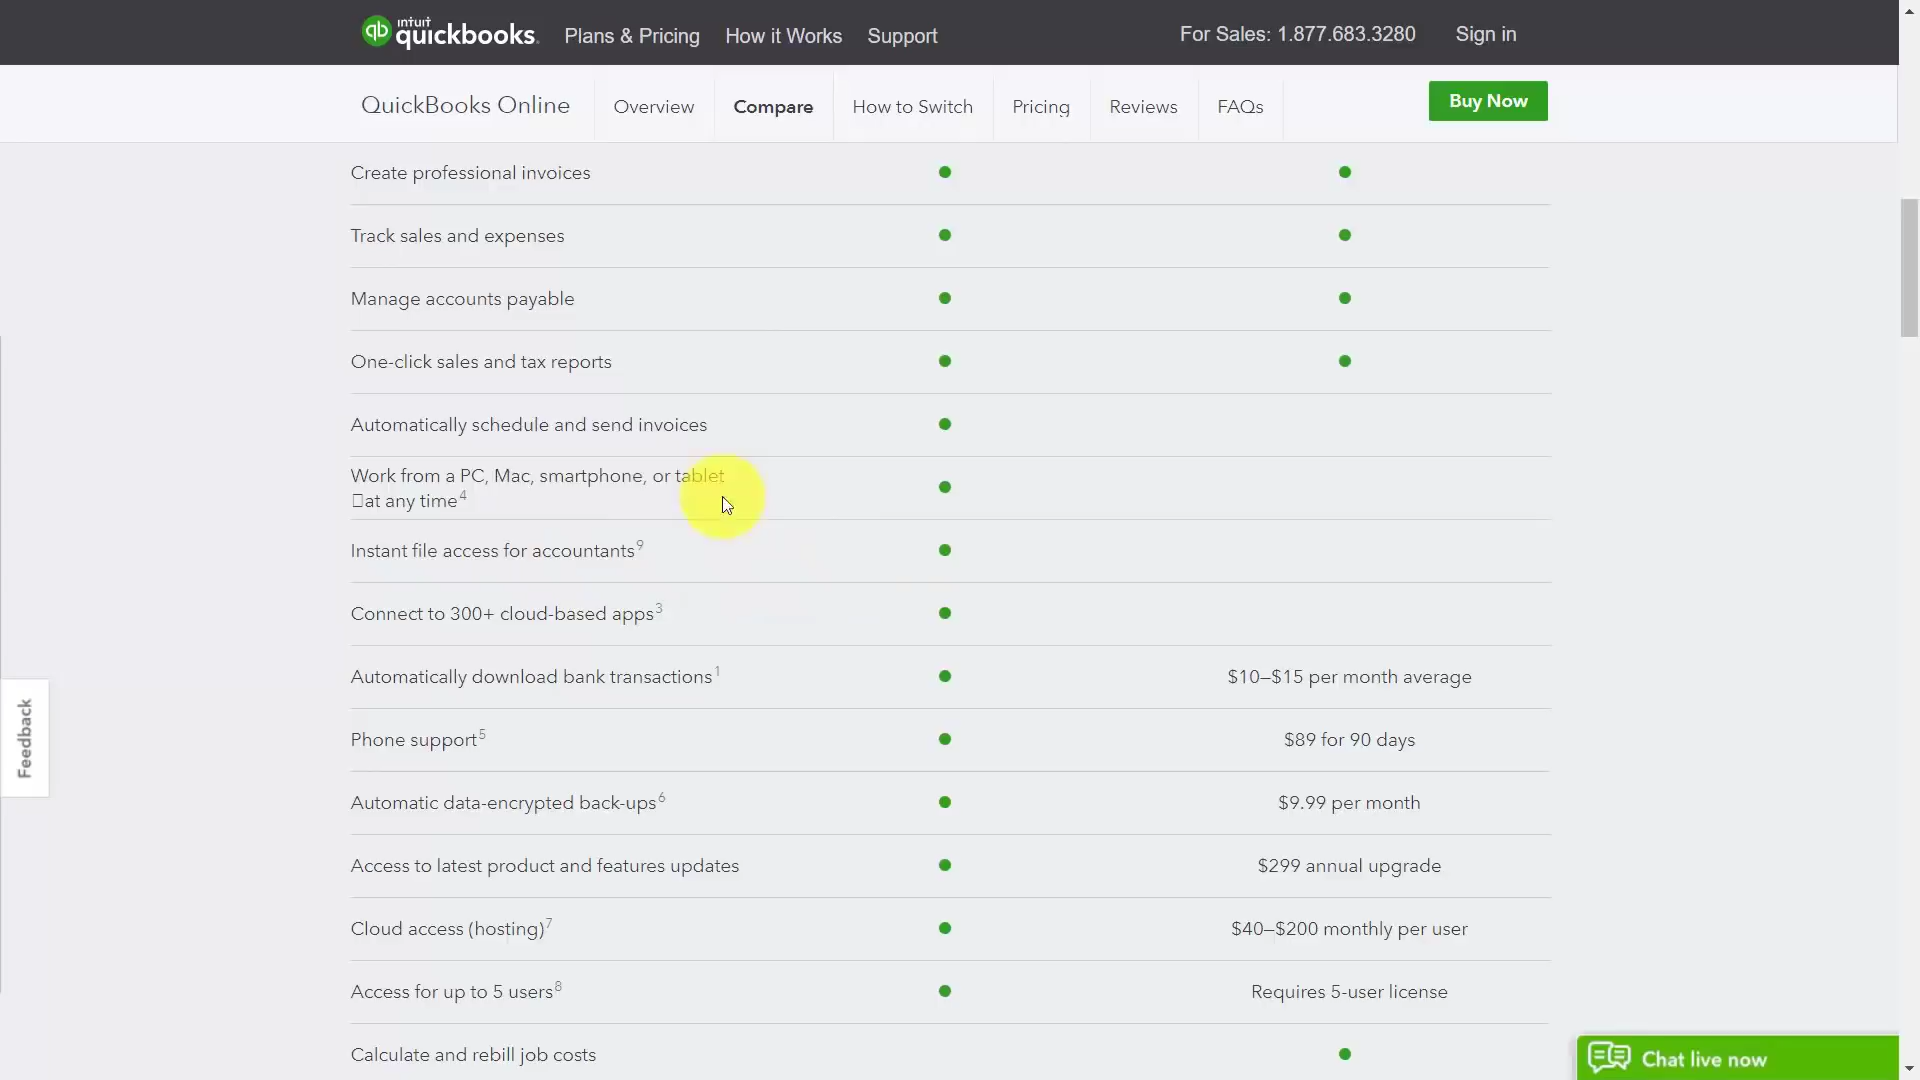 intuit
quickbooks. Plans & Pricing How it Works Support For Sales: 1.877.683.3280 Sign in
QuickBooks Online Overview Compare How to Switch Pricing Reviews FAQs Buy Now
Create professional invoices
Track sales and expenses
Manage accounts payable
One-click sales and tax reports
Automatically schedule and send invoices
Work from a PC, Mac, smartphone, or tablet
at any time4
Instant file access for accountants9
Connect to 300+ cloud-based apps3
Automatically download bank transactions1 $10–$15 per month average
Phone support5 $89 for 90 days
Automatic data-encrypted back-ups6 $9.99 per month
Access to latest product and features updates $299 annual upgrade
Cloud access (hosting)7 $40–$200 monthly per user
Access for up to 5 users8 Requires 5-user license
Calculate and rebill job costs
Feedback
Chat live now